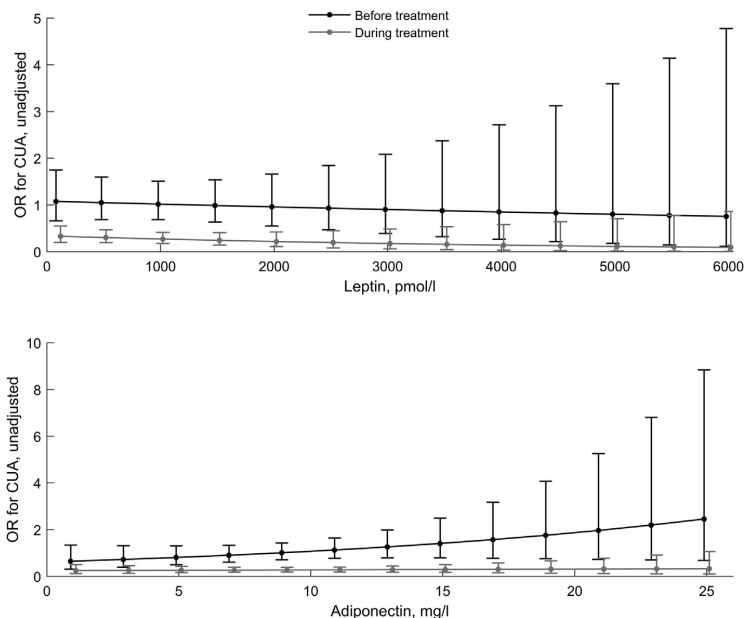 Before treatment
During treatment
OR for CUA, unadjusted
5
4
3
2
1
0
0 1000 2000 3000 4000 5000 6000
Leptin, pmol/l
OR for CUA, unadjusted
10
8
6
4
2
0
0 5 10 15 20 25
Adiponectin, mg/l